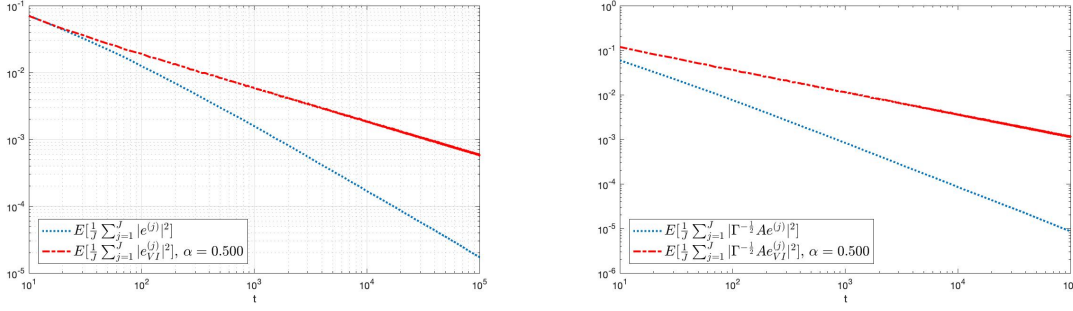 10^-1
10^-2
10^-3
10^-4
10^-5
10^1 10^2 10^3 10^4 10^5
t
E[1/J ∑_{j=1}^J |e^{(j)}|^2]
E[1/J ∑_{j=1}^J |e_{VI}^{(j)}|^2], α = 0.500
10^0
10^-1
10^-2
10^-3
10^-4
10^-5
10^-6
10^1 10^2 10^3 10^4
t
E[1/J ∑_{j=1}^J |Γ^{-1/2} Ae^{(j)}|^2]
E[1/J ∑_{j=1}^J |Γ^{-1/2} Ae_{VI}^{(j)}|^2], α = 0.500